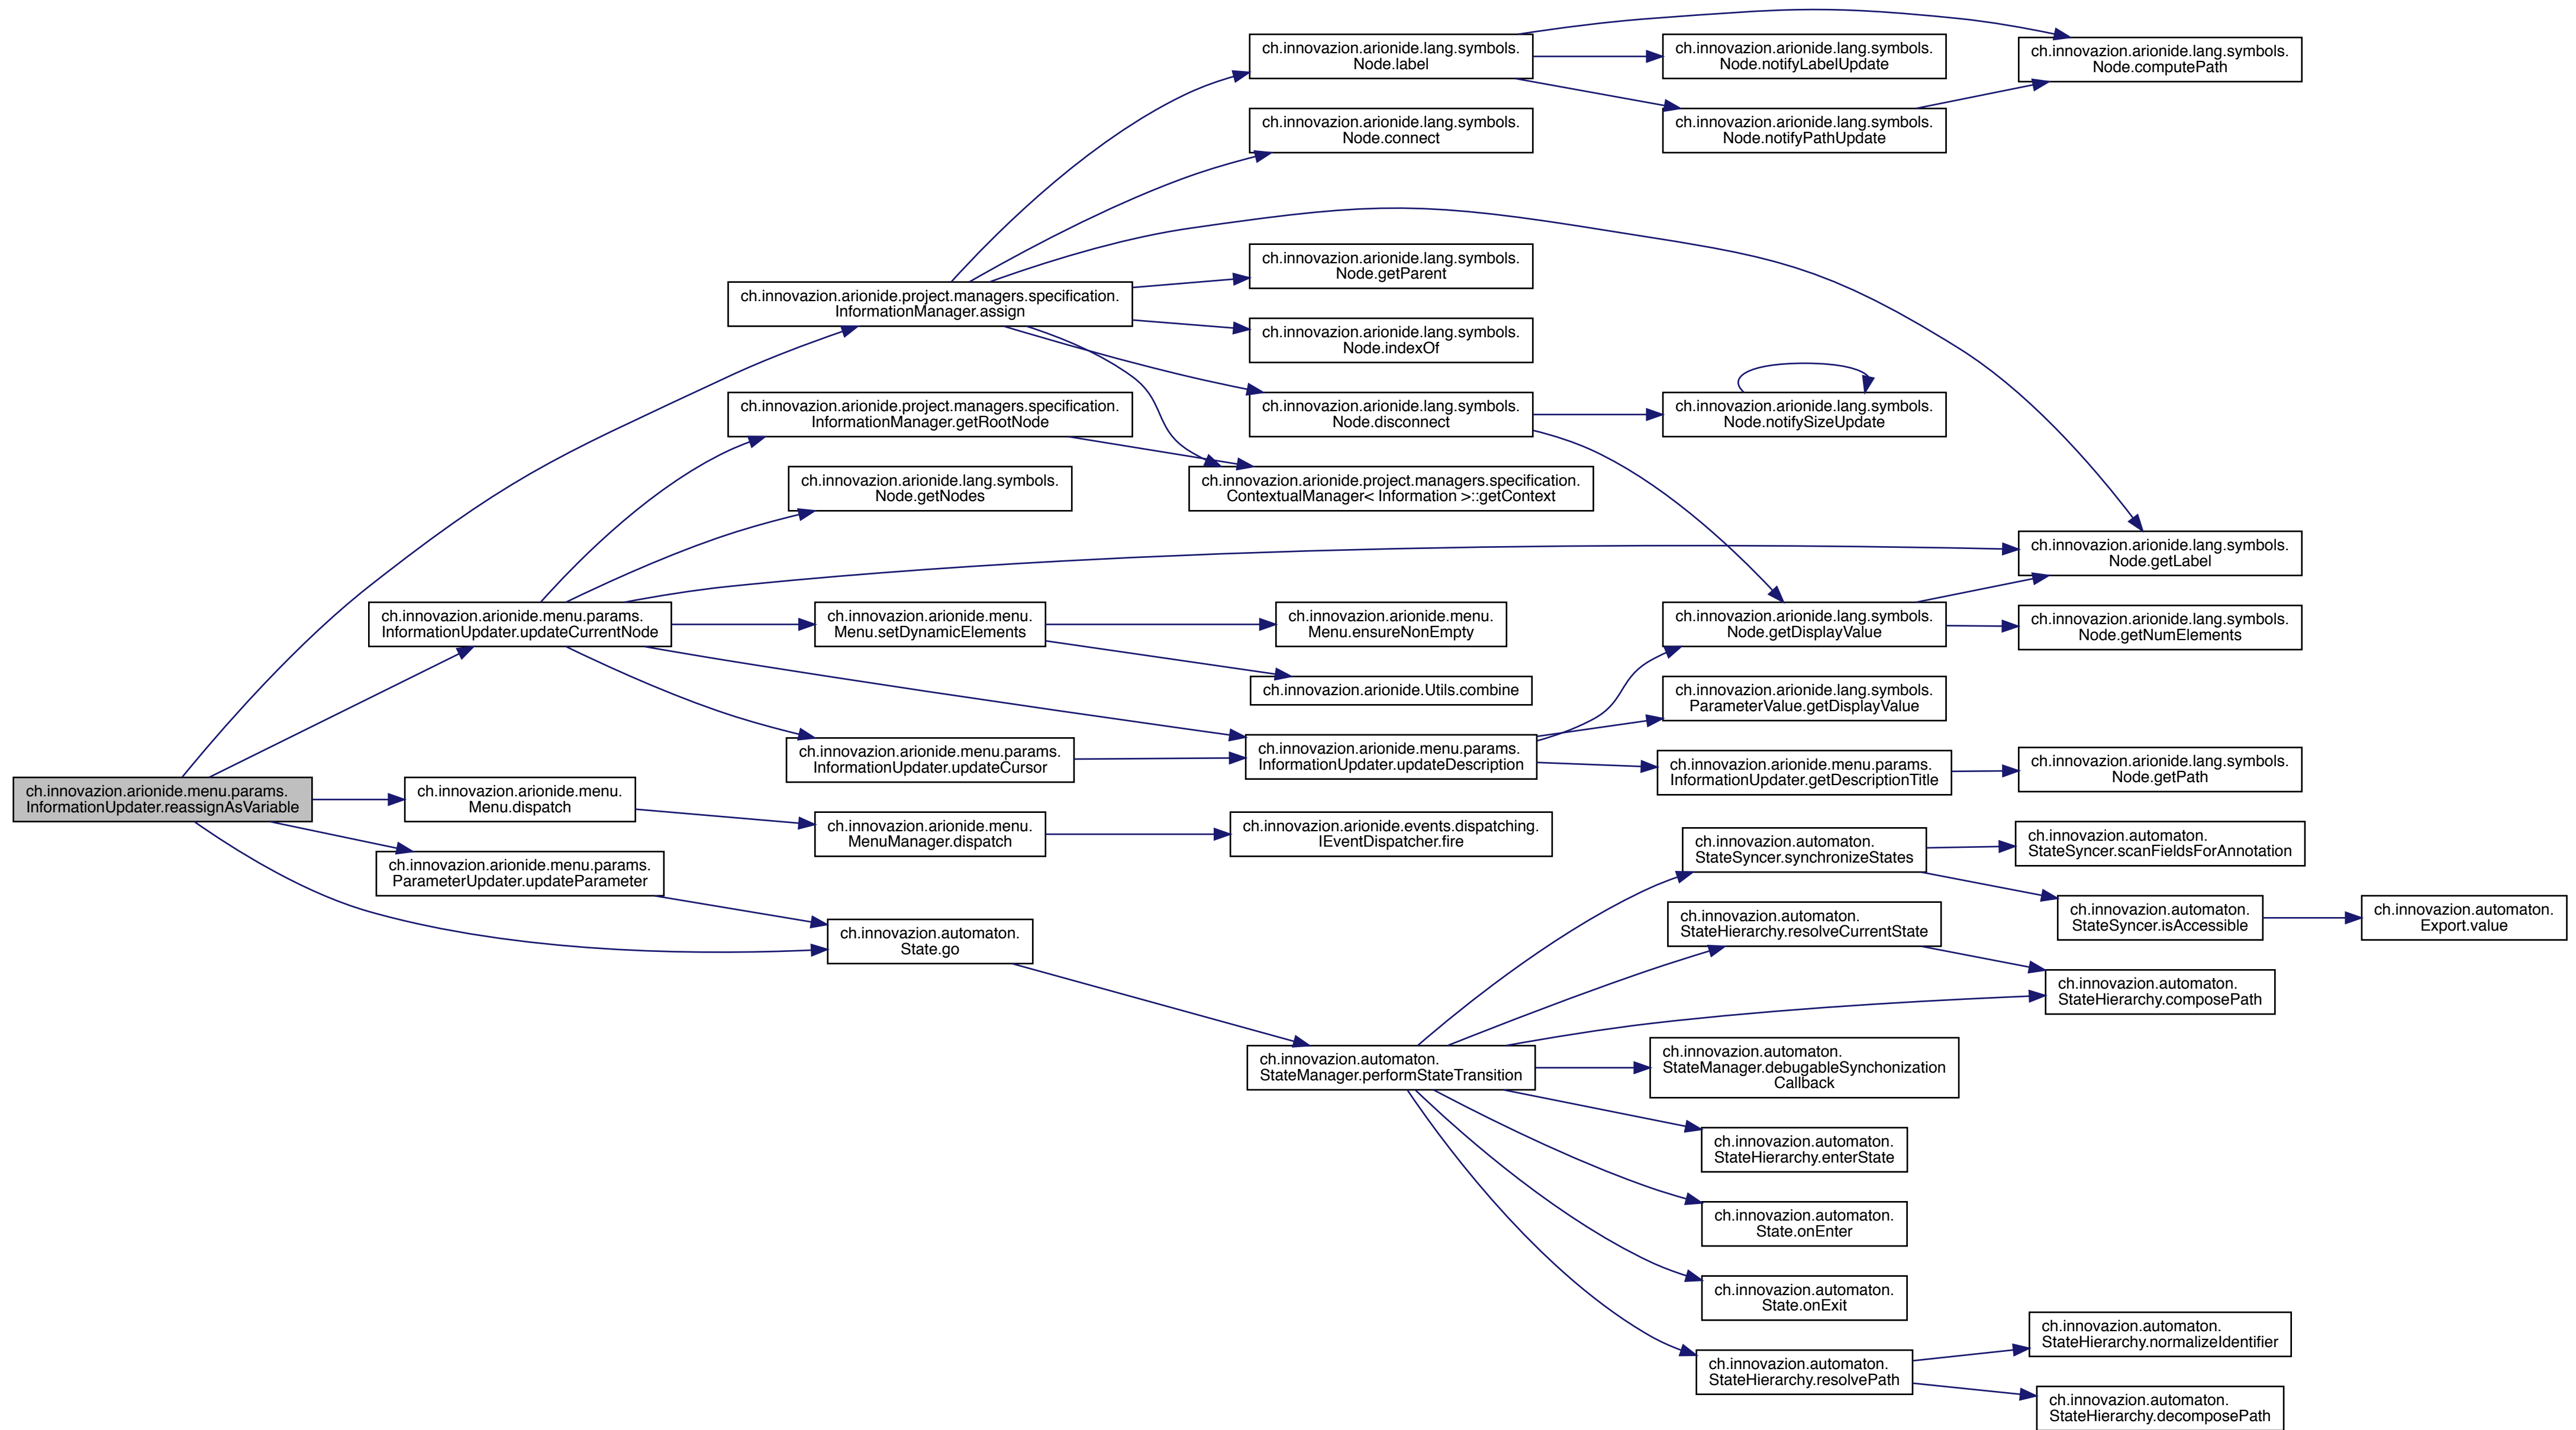 ch.innovazion.arionide.menu.params.
InformationUpdater.reassignAsVariable
ch.innovazion.arionide.menu.params.
InformationUpdater.updateCurrentNode
ch.innovazion.arionide.menu.
Menu.dispatch
ch.innovazion.arionide.menu.params.
ParameterUpdater.updateParameter
ch.innovazion.arionide.project.managers.specification.
InformationManager.assign
ch.innovazion.arionide.project.managers.specification.
InformationManager.getRootNode
ch.innovazion.arionide.lang.symbols.
Node.getNodes
ch.innovazion.arionide.menu.
Menu.setDynamicElements
ch.innovazion.arionide.menu.params.
InformationUpdater.updateCursor
ch.innovazion.arionide.menu.
MenuManager.dispatch
ch.innovazion.automaton.
State.go
ch.innovazion.arionide.lang.symbols.
Node.label
ch.innovazion.arionide.lang.symbols.
Node.connect
ch.innovazion.arionide.lang.symbols.
Node.getParent
ch.innovazion.arionide.lang.symbols.
Node.indexOf
ch.innovazion.arionide.lang.symbols.
Node.disconnect
ch.innovazion.arionide.project.managers.specification.
ContextualManager< Information >::getContext
ch.innovazion.arionide.menu.
Menu.ensureNonEmpty
ch.innovazion.arionide.Utils.combine
ch.innovazion.arionide.menu.params.
InformationUpdater.updateDescription
ch.innovazion.arionide.events.dispatching.
IEventDispatcher.fire
ch.innovazion.automaton.
StateManager.performStateTransition
ch.innovazion.arionide.lang.symbols.
Node.notifyLabelUpdate
ch.innovazion.arionide.lang.symbols.
Node.notifyPathUpdate
ch.innovazion.arionide.lang.symbols.
Node.notifySizeUpdate
ch.innovazion.arionide.lang.symbols.
Node.getDisplayValue
ch.innovazion.arionide.lang.symbols.
ParameterValue.getDisplayValue
ch.innovazion.arionide.menu.params.
InformationUpdater.getDescriptionTitle
ch.innovazion.automaton.
StateSyncer.synchronizeStates
ch.innovazion.automaton.
StateHierarchy.resolveCurrentState
ch.innovazion.automaton.
StateManager.debugableSynchonization
Callback
ch.innovazion.automaton.
StateHierarchy.enterState
ch.innovazion.automaton.
State.onEnter
ch.innovazion.automaton.
State.onExit
ch.innovazion.automaton.
StateHierarchy.resolvePath
ch.innovazion.arionide.lang.symbols.
Node.computePath
ch.innovazion.arionide.lang.symbols.
Node.getLabel
ch.innovazion.arionide.lang.symbols.
Node.getNumElements
ch.innovazion.arionide.lang.symbols.
Node.getPath
ch.innovazion.automaton.
StateSyncer.scanFieldsForAnnotation
ch.innovazion.automaton.
StateSyncer.isAccessible
ch.innovazion.automaton.
StateHierarchy.composePath
ch.innovazion.automaton.
StateHierarchy.normalizeIdentifier
ch.innovazion.automaton.
StateHierarchy.decomposePath
ch.innovazion.automaton.
Export.value